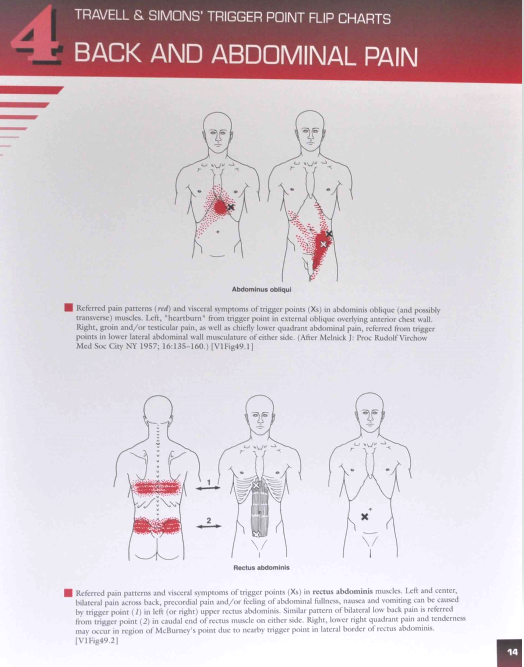 4
TRAVELL & SIMONS' TRIGGER POINT FLIP CHARTS
BACK AND ABDOMINAL PAIN
Abdominus obliqui
Referred pain patterns (red) and visceral symptoms of trigger points (Xs) in abdominis oblique (and possibly
transverse) muscles. Left, "heartburn" from trigger point in external oblique overlying anterior chest wall.
Right, groin and/or testicular pain, as well as chiefly lower quadrant abdominal pain, referred from trigger
points in lower lateral abdominal wall musculature of either side. (After Melnick J: Proc Rudolf Virchow
Med Soc City NY 1957; 16:135–160.) [V1Fig49.1]
1
2
Rectus abdominis
Referred pain patterns and visceral symptoms of trigger points (Xs) in rectus abdominis muscles. Left and center,
bilateral pain across back, precordial pain and/or feeling of abdominal fullness, nausea and vomiting can be caused
by trigger point (1) in left (or right) upper rectus abdominis. Similar pattern of bilateral low back pain is referred
from trigger point (2) in caudal end of rectus muscle on either side. Right, lower right quadrant pain and tenderness
may occur in region of McBurney's point due to nearby trigger point in lateral border of rectus abdominis.
[V1Fig49.2]
14